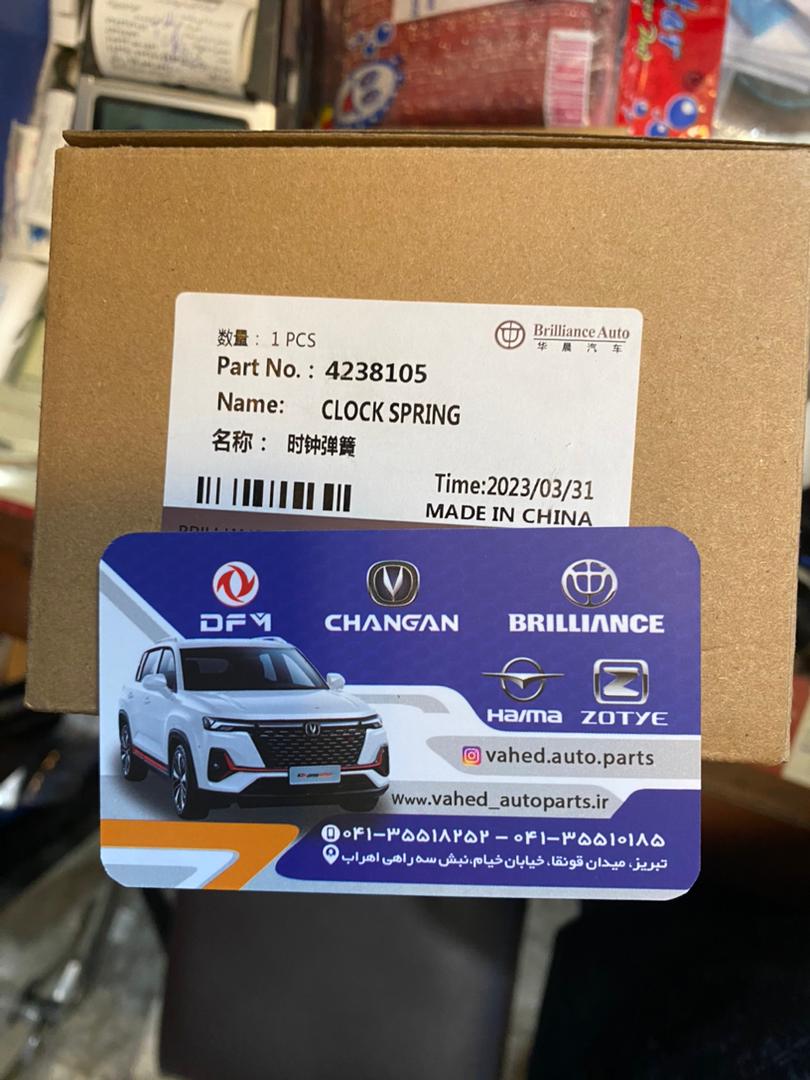 数量： 1 PCS
Brilliance Auto
华晨汽车
Part No. : 4238105
Name: CLOCK SPRING
名称： 时钟弹簧
Time:2023/03/31
MADE IN CHINA
DFM
CHANGAN
BRILLIANCE
Haima
ZOTYE
vahed.auto.parts
www.vahed_autoparts.ir
۰۴۱-۳۵۵۱۸۲۵۲ - ۰۴۱-۳۵۵۱۰۱۸۵
تبریز، میدان قونقا، خیابان خیام،نبش سه راهی اهراب